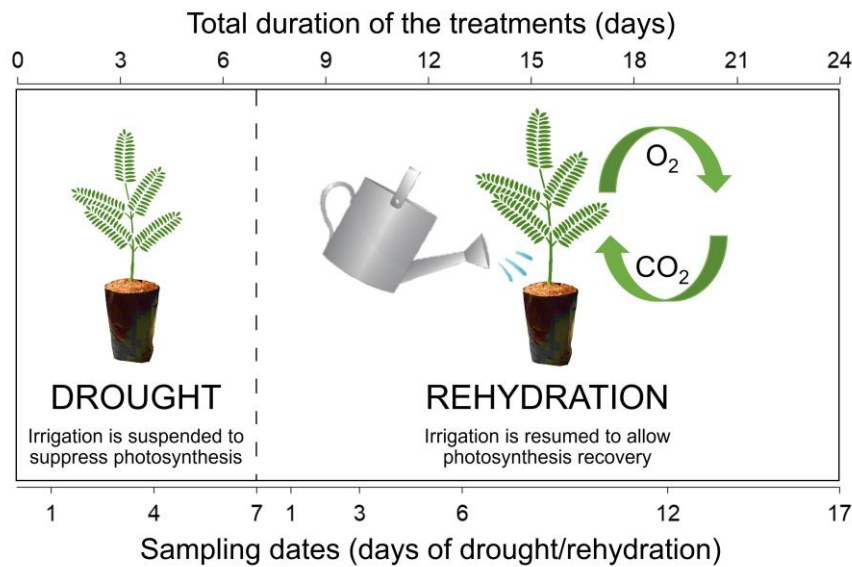 Total duration of the treatments (days)
0 3 6 9 12 15 18 21 24
O2
CO2
DROUGHT
Irrigation is suspended to
suppress photosynthesis
REHYDRATION
Irrigation is resumed to allow
photosynthesis recovery
1 4 7 1 3 6 12 17
Sampling dates (days of drought/rehydration)